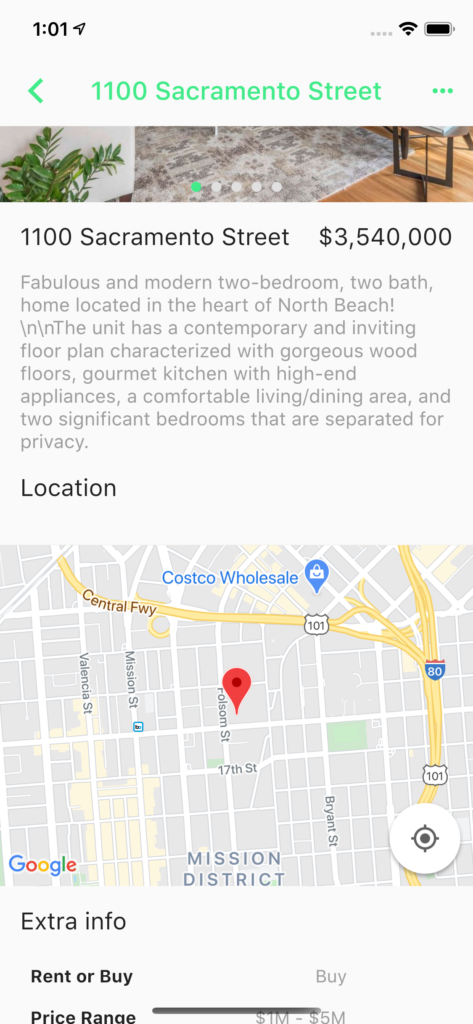 1:01
1100 Sacramento Street
1100 Sacramento Street $3,540,000
Fabulous and modern two-bedroom, two bath,
home located in the heart of North Beach!
\n\nThe unit has a contemporary and inviting
floor plan characterized with gorgeous wood
floors, gourmet kitchen with high-end
appliances, a comfortable living/dining area, and
two significant bedrooms that are separated for
privacy.
Location
Costco Wholesale
Central Fwy
101
80
Valencia St
Mission St
Folsom St
17th St
101
Bryant St
Google
MISSION
DISTRICT
Extra info
Rent or Buy Buy
Price Range $1M - $5M